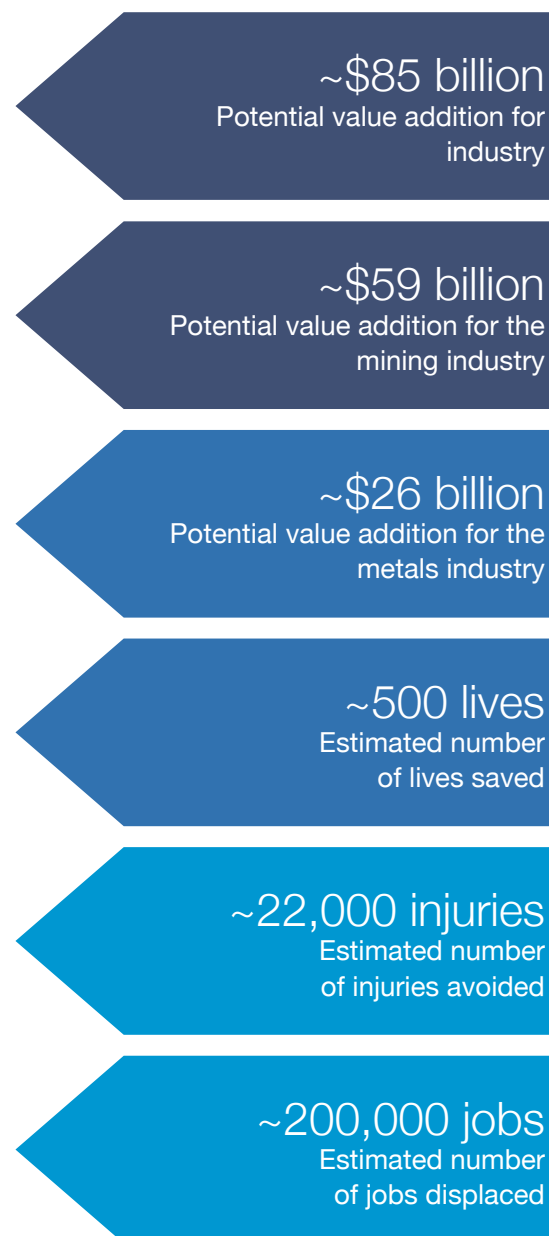 ~$85 billion
Potential value addition for
industry
~$59 billion
Potential value addition for the
mining industry
~$26 billion
Potential value addition for the
metals industry
~500 lives
Estimated number
of lives saved
~22,000 injuries
Estimated number
of injuries avoided
~200,000 jobs
Estimated number
of jobs displaced